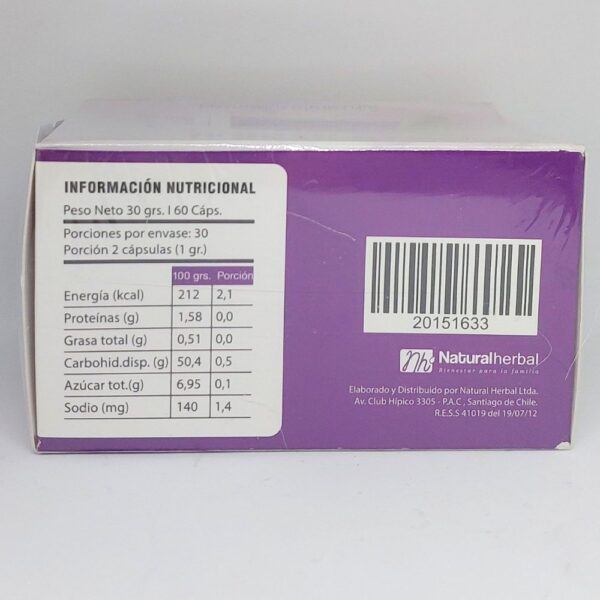 INFORMACIÓN NUTRICIONAL
Peso Neto 30 grs. I 60 Cáps.
Porciones por envase: 30
Porción 2 cápsulas (1 gr.)
100 grs. Porción
Energía (kcal) 212 2,1
Proteínas (g) 1,58 0,0
Grasa total (g) 0,51 0,0
Carbohid.disp. (g) 50,4 0,5
Azúcar tot.(g) 6,95 0,1
Sodio (mg) 140 1,4
20151633
nh Naturalherbal
Bienestar para la familia
Elaborado y Distribuido por Natural Herbal Ltda.
Av. Club Hípico 3305 - P.A.C , Santiago de Chile.
R.E.S.S 41019 del 19/07/12